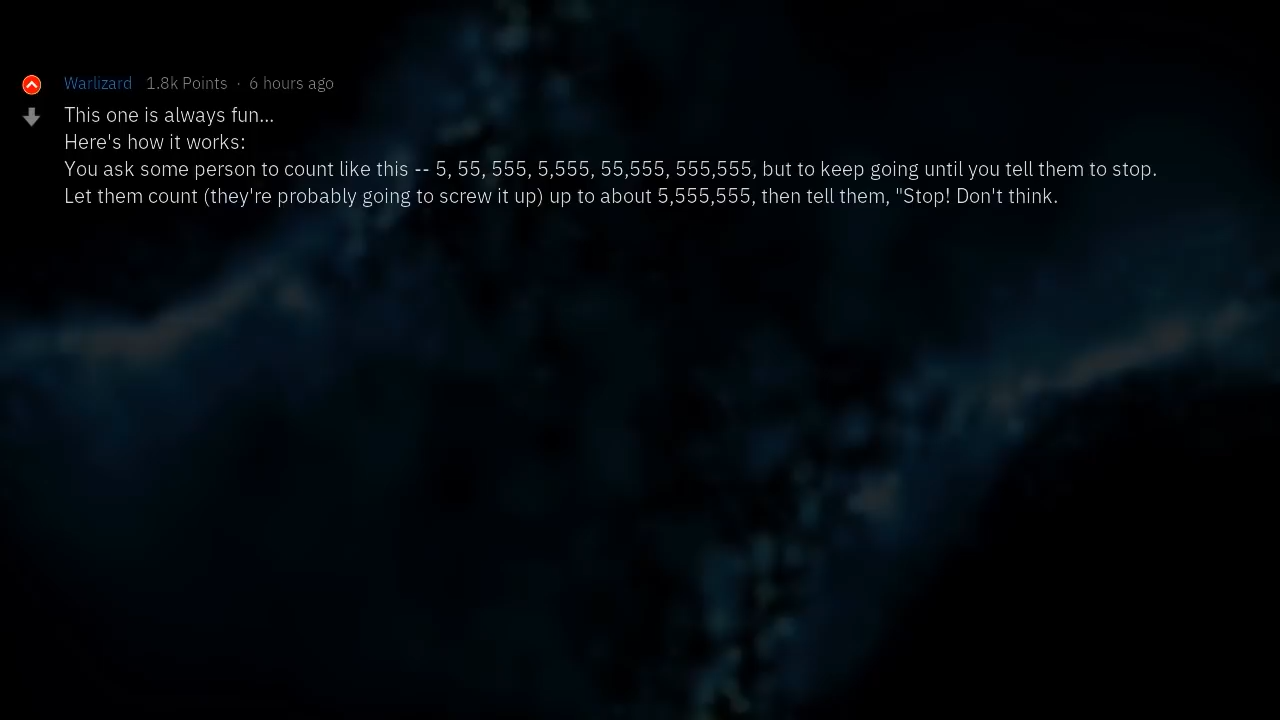 Warlizard 1.8k Points · 6 hours ago
This one is always fun...
Here's how it works:
You ask some person to count like this -- 5, 55, 555, 5,555, 55,555, 555,555, but to keep going until you tell them to stop.
Let them count (they're probably going to screw it up) up to about 5,555,555, then tell them, "Stop! Don't think.